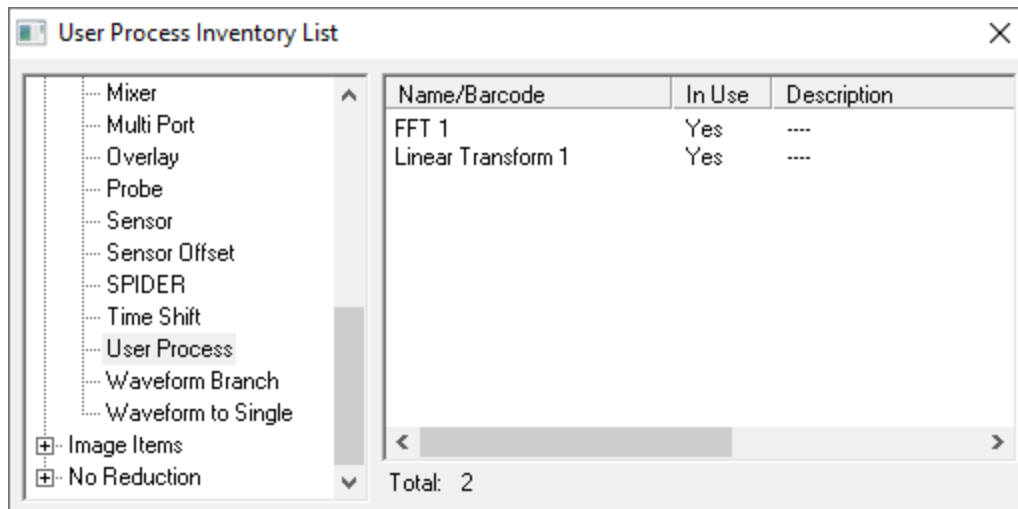 User Process Inventory List
Mixer
Multi Port
Overlay
Probe
Sensor
Sensor Offset
SPIDER
Time Shift
User Process
Waveform Branch
Waveform to Single
Image Items
No Reduction
Name/Barcode In Use Description
FFT 1 Yes ----
Linear Transform 1 Yes ----
Total: 2